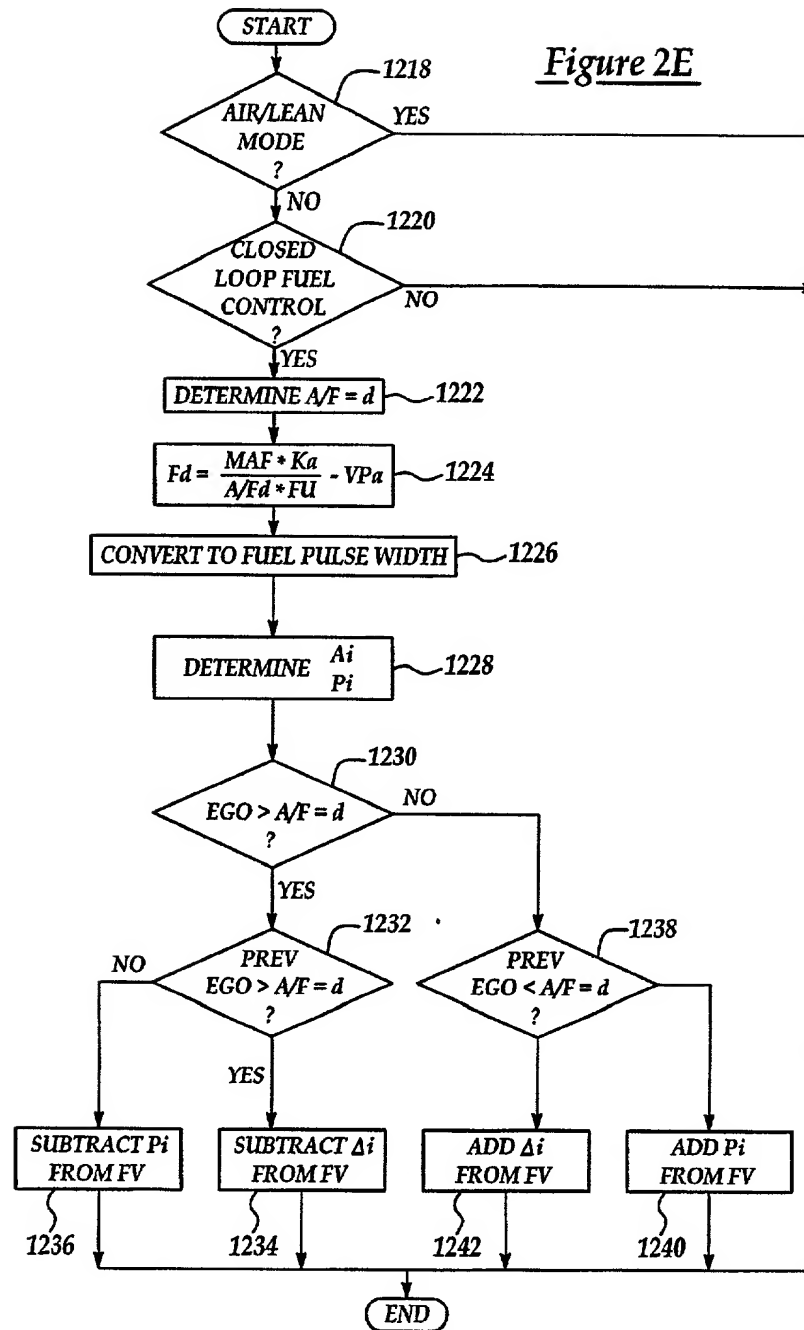 START
Figure 2E
1218
AIR/LEAN
MODE
?
YES
NO
1220
CLOSED
LOOP FUEL
CONTROL
?
NO
YES
DETERMINE A/F = d
1222
Fd = MAF * Ka
A/Fd * FU
- VPa
1224
CONVERT TO FUEL PULSE WIDTH
1226
DETERMINE Ai
Pi
1228
1230
EGO > A/F = d
?
NO
YES
1232
PREV
EGO > A/F = d
?
NO
YES
1238
PREV
EGO < A/F = d
?
SUBTRACT Pi
FROM FV
1236
SUBTRACT Δi
FROM FV
1234
ADD Δi
FROM FV
1242
ADD Pi
FROM FV
1240
END